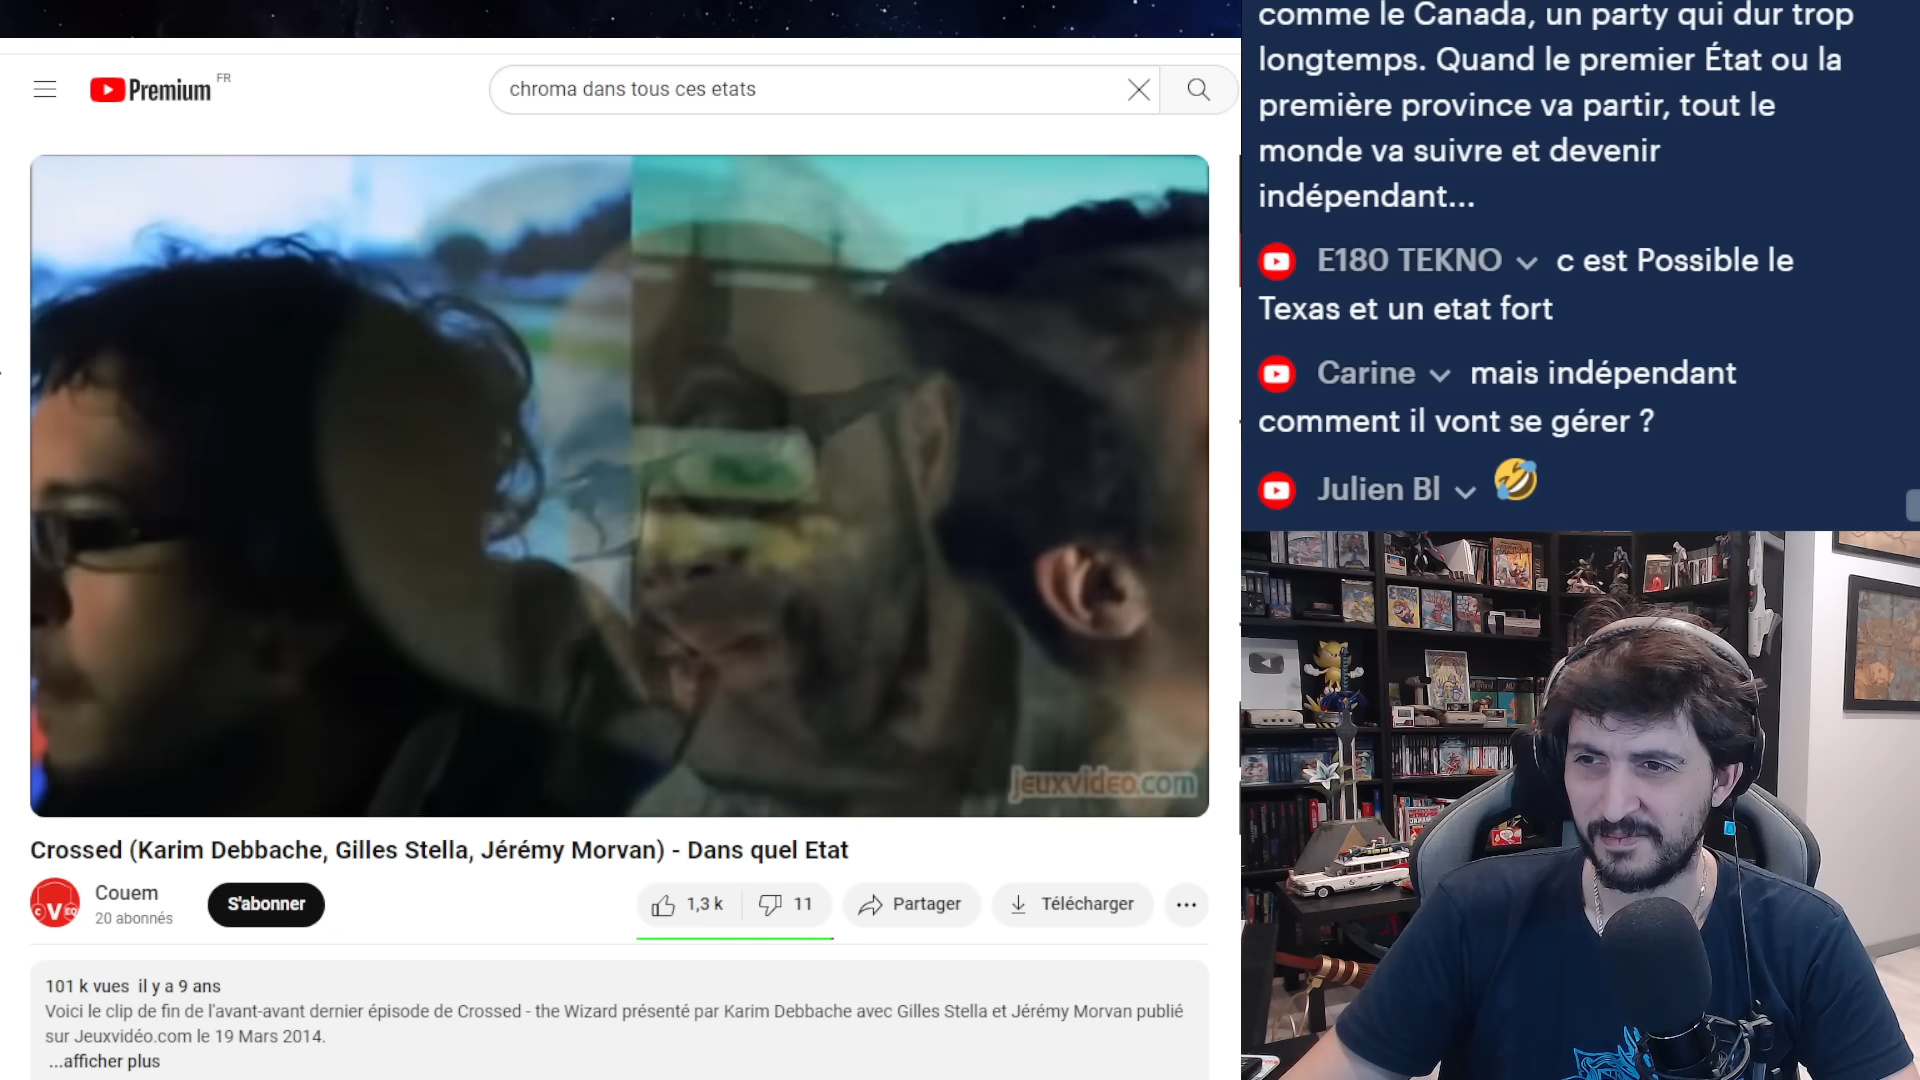 Premium FR
chroma dans tous ces etats
jeuxvideo.com
Crossed (Karim Debbache, Gilles Stella, Jérémy Morvan) - Dans quel Etat
Couem
20 abonnés
S'abonner
1,3 k
11
Partager
Télécharger
101 k vues il y a 9 ans
Voici le clip de fin de l'avant-avant dernier épisode de Crossed - the Wizard présenté par Karim Debbache avec Gilles Stella et Jérémy Morvan publié
sur Jeuxvidéo.com le 19 Mars 2014.
...afficher plus
comme le Canada, un party qui dur trop
longtemps. Quand le premier État ou la
première province va partir, tout le
monde va suivre et devenir
indépendant...
E180 TEKNO c est Possible le
Texas et un etat fort
Carine mais indépendant
comment il vont se gérer ?
Julien Bl